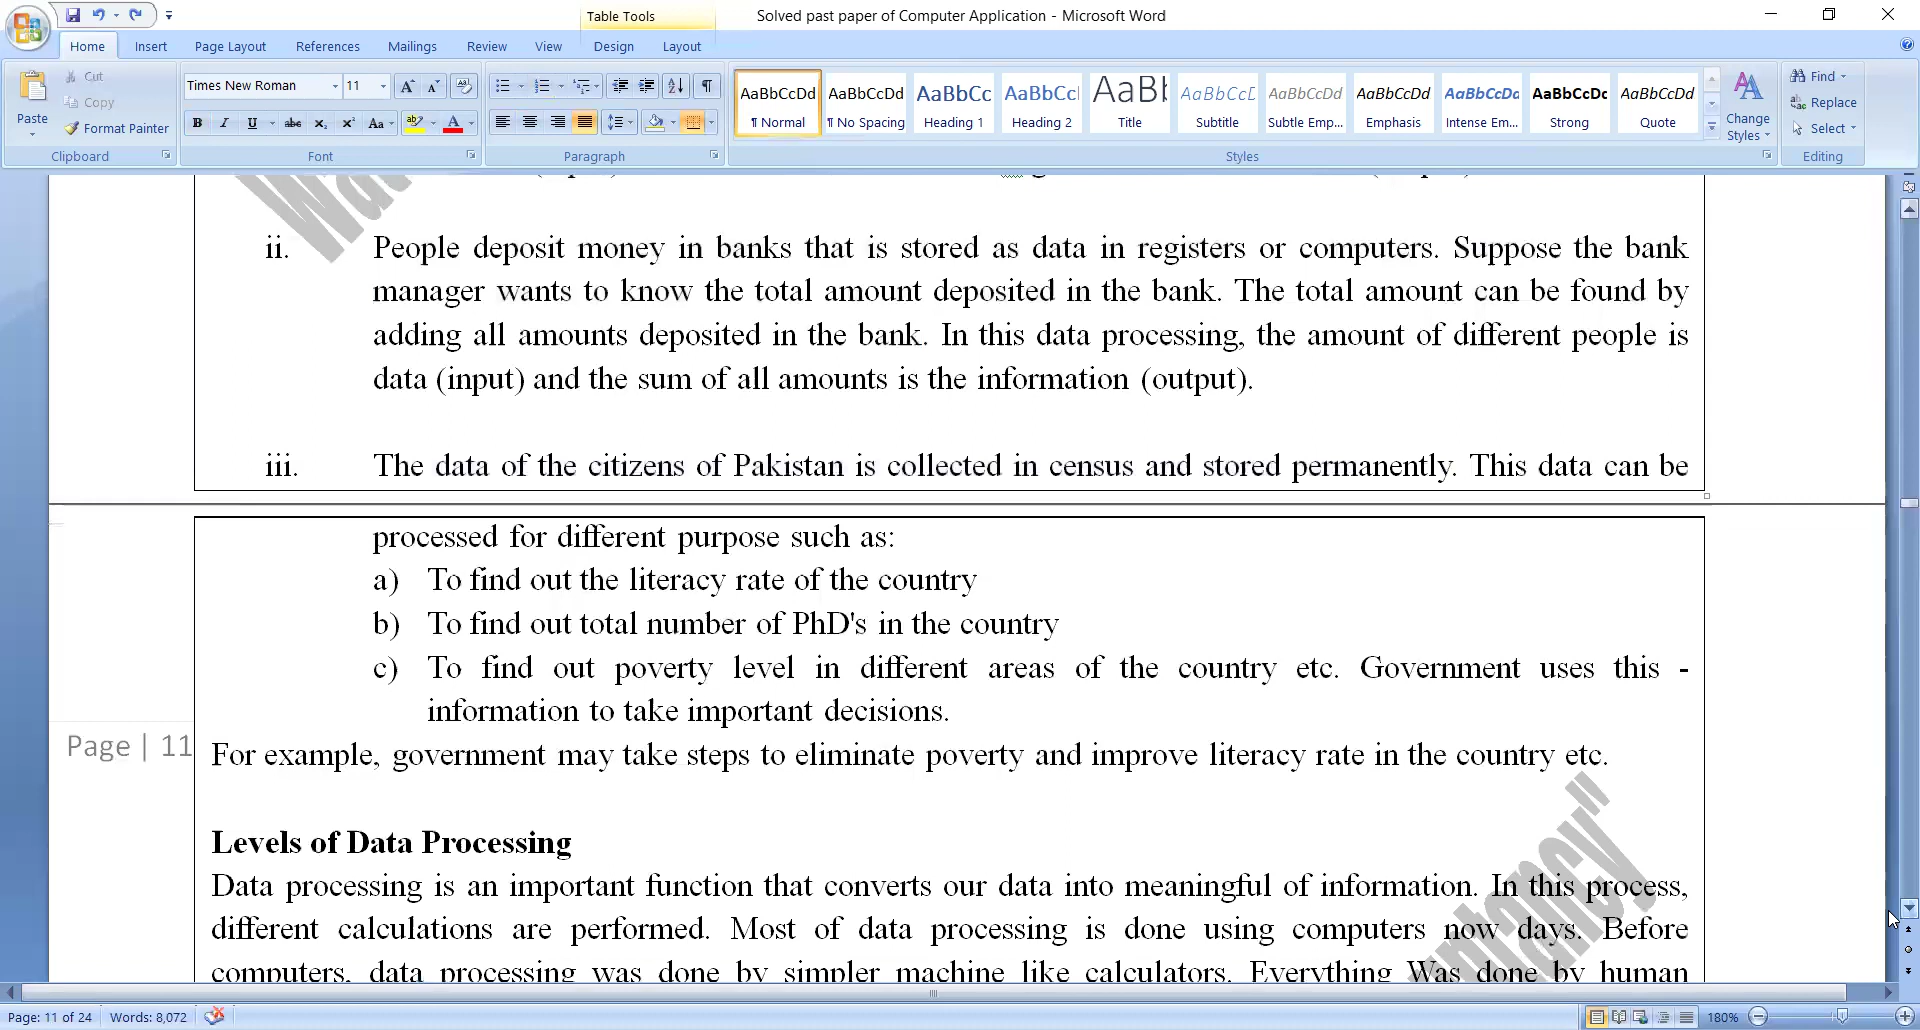 Table Tools
Solved past paper of Computer Application - Microsoft Word
Home Insert Page Layout References Mailings Review View Design Layout
Paste
Cut
Copy
Format Painter
Clipboard
Times New Roman 11
Font
Paragraph
AaBbCcDd AaBbCcDd AaBbCc AaBbCc AaBb AaBbCcD AaBbCcDd AaBbCcDd AaBbCcDd AaBbCcDc AaBbCcDd
¶ Normal ¶ No Spacing Heading 1 Heading 2 Title Subtitle Subtle Emp... Emphasis Intense Em... Strong Quote
Change Styles
Styles
Find
Replace
Select
Editing
ii. People deposit money in banks that is stored as data in registers or computers. Suppose the bank
manager wants to know the total amount deposited in the bank. The total amount can be found by
adding all amounts deposited in the bank. In this data processing, the amount of different people is
data (input) and the sum of all amounts is the information (output).
iii. The data of the citizens of Pakistan is collected in census and stored permanently. This data can be
processed for different purpose such as:
a) To find out the literacy rate of the country
b) To find out total number of PhD's in the country
c) To find out poverty level in different areas of the country etc. Government uses this -
information to take important decisions.
Page | 11
For example, government may take steps to eliminate poverty and improve literacy rate in the country etc.
Levels of Data Processing
Data processing is an important function that converts our data into meaningful of information. In this process,
different calculations are performed. Most of data processing is done using computers now days. Before
computers, data processing was done by simpler machine like calculators. Everything Was done by human
Page: 11 of 24 Words: 8,072 180%